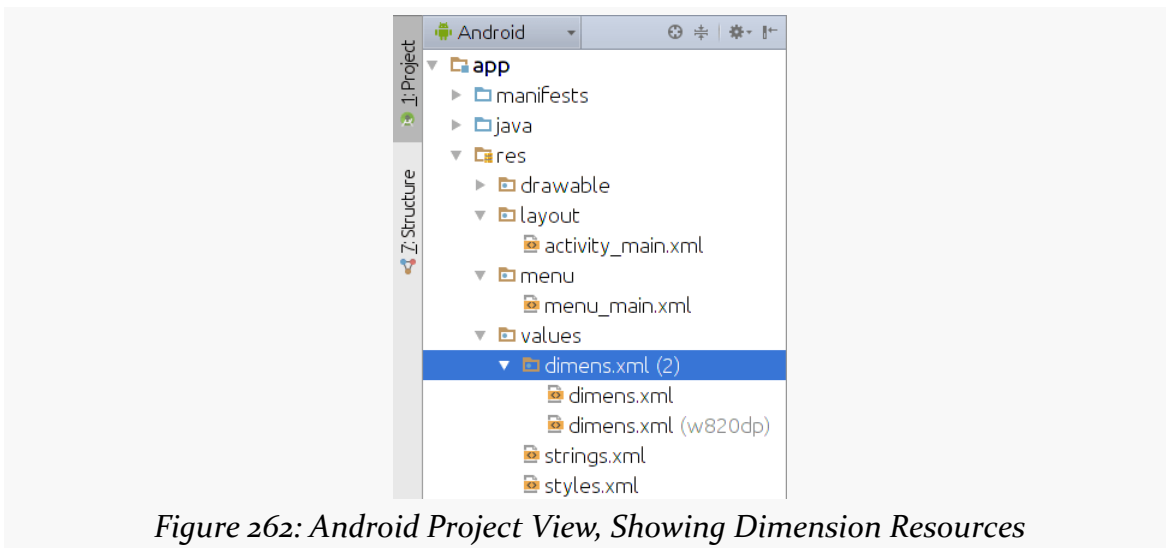 Android
1: Project
7: Structure
app
manifests
java
res
drawable
layout
activity_main.xml
menu
menu_main.xml
values
dimens.xml (2)
dimens.xml
dimens.xml (w820dp)
strings.xml
styles.xml
Figure 262: Android Project View, Showing Dimension Resources